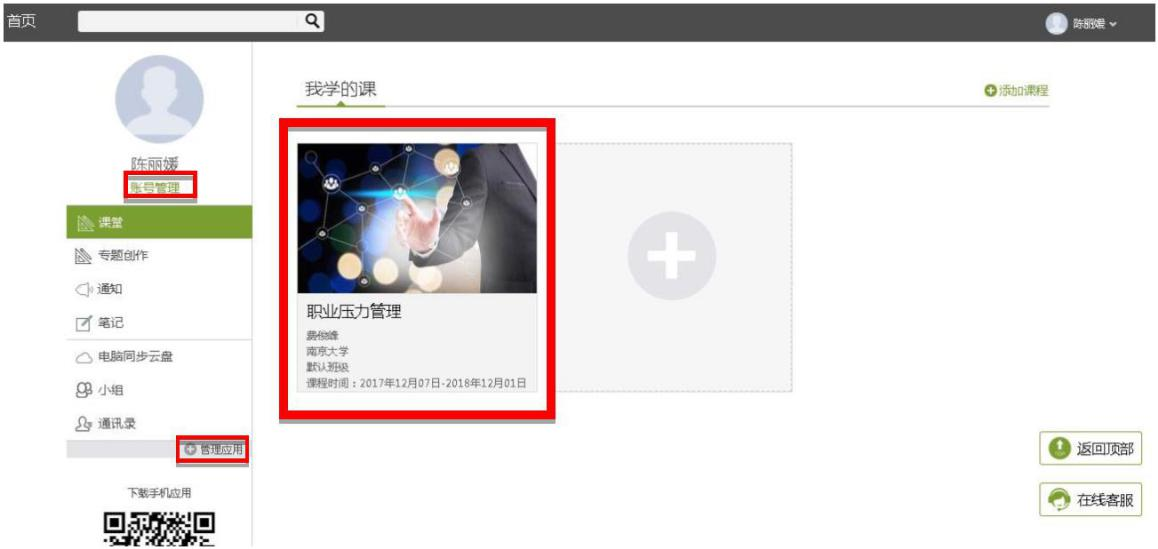 首页
陈丽媛
我学的课
添加课程
陈丽媛
账号管理
课堂
专题创作
通知
笔记
电脑同步云盘
小组
通讯录
管理应用
下载手机应用
职业压力管理
费俊峰
南京大学
默认班级
课程时间：2017年12月07日-2018年12月01日
返回顶部
在线客服